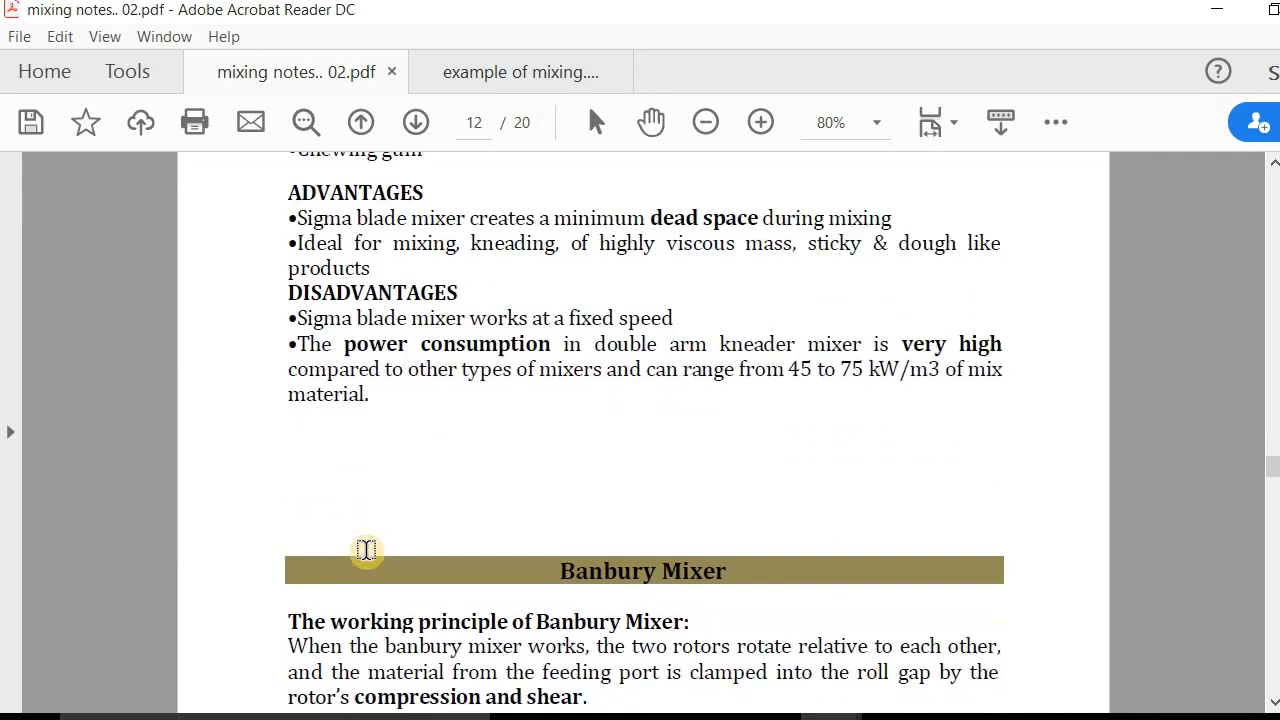 mixing notes.. 02.pdf - Adobe Acrobat Reader DC
File Edit View Window Help
Home Tools mixing notes.. 02.pdf × example of mixing....
12 / 20 80%
•Chewing gum
ADVANTAGES
•Sigma blade mixer creates a minimum dead space during mixing
•Ideal for mixing, kneading, of highly viscous mass, sticky & dough like
products
DISADVANTAGES
•Sigma blade mixer works at a fixed speed
•The power consumption in double arm kneader mixer is very high
compared to other types of mixers and can range from 45 to 75 kW/m3 of mix
material.
Banbury Mixer
The working principle of Banbury Mixer:
When the banbury mixer works, the two rotors rotate relative to each other,
and the material from the feeding port is clamped into the roll gap by the
rotor's compression and shear.